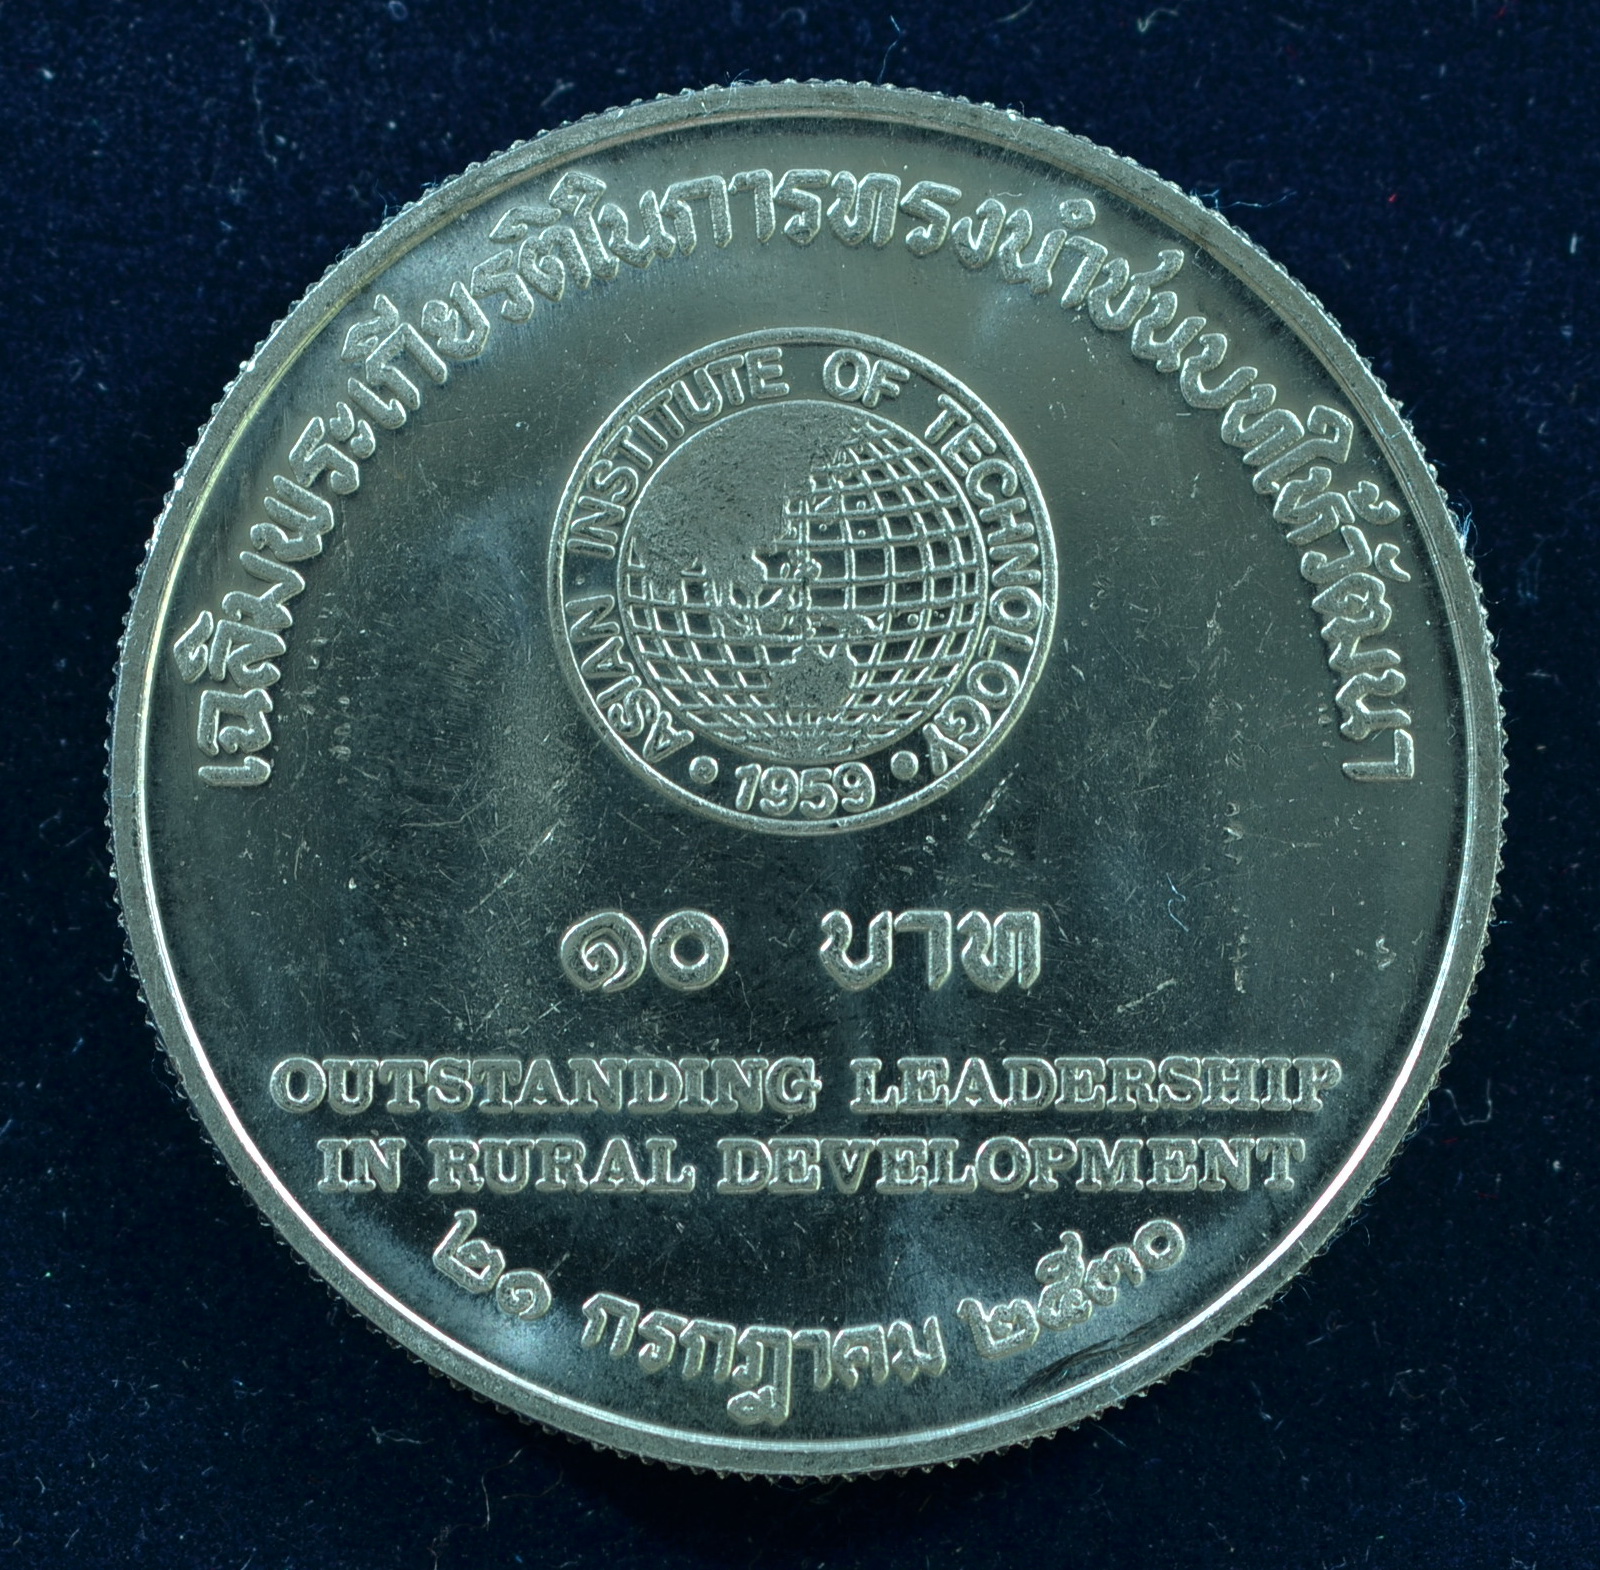 เฉลิมพระเกียรติในการทรงนำชนบทให้วัฒนา
ASIAN INSTITUTE OF TECHNOLOGY
• 1959 •
๑๐ บาท
OUTSTANDING LEADERSHIP
IN RURAL DEVELOPMENT
๒๑ กรกฎาคม ๒๕๓๐